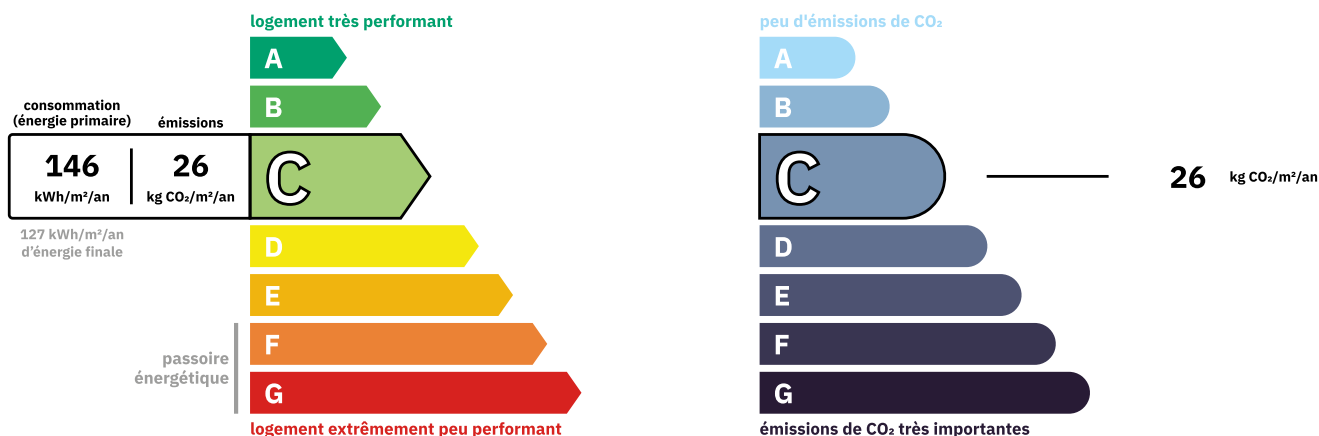 logement très performant
A
B
consommation
(énergie primaire)
émissions
146
kWh/m²/an
26
kg CO₂/m²/an
C
127 kWh/m²/an
d'énergie finale
D
E
passoire
énergétique
F
G
logement extrêmement peu performant
peu d'émissions de CO₂
A
B
C
26 kg CO₂/m²/an
D
E
F
G
émissions de CO₂ très importantes